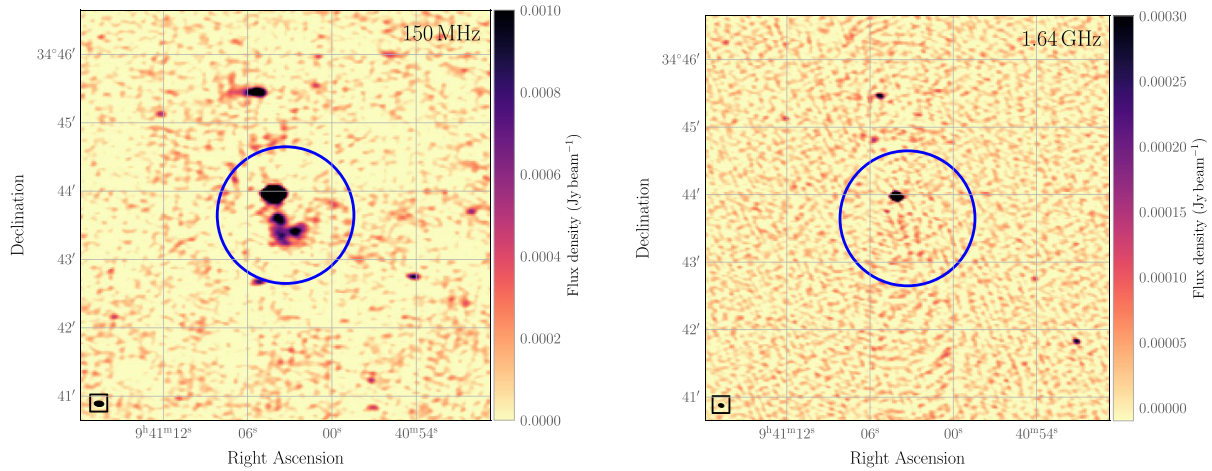 150 MHz
34°46′
45′
44′
43′
42′
41′
Declination
9ʰ41ᵐ12ˢ
06ˢ
00ˢ
40ᵐ54ˢ
Right Ascension
0.0010
0.0008
0.0006
0.0004
0.0002
0.0000
Flux density (Jy beam⁻¹)
1.64 GHz
34°46′
45′
44′
43′
42′
41′
Declination
9ʰ41ᵐ12ˢ
06ˢ
00ˢ
40ᵐ54ˢ
Right Ascension
0.00030
0.00025
0.00020
0.00015
0.00010
0.00005
0.00000
Flux density (Jy beam⁻¹)